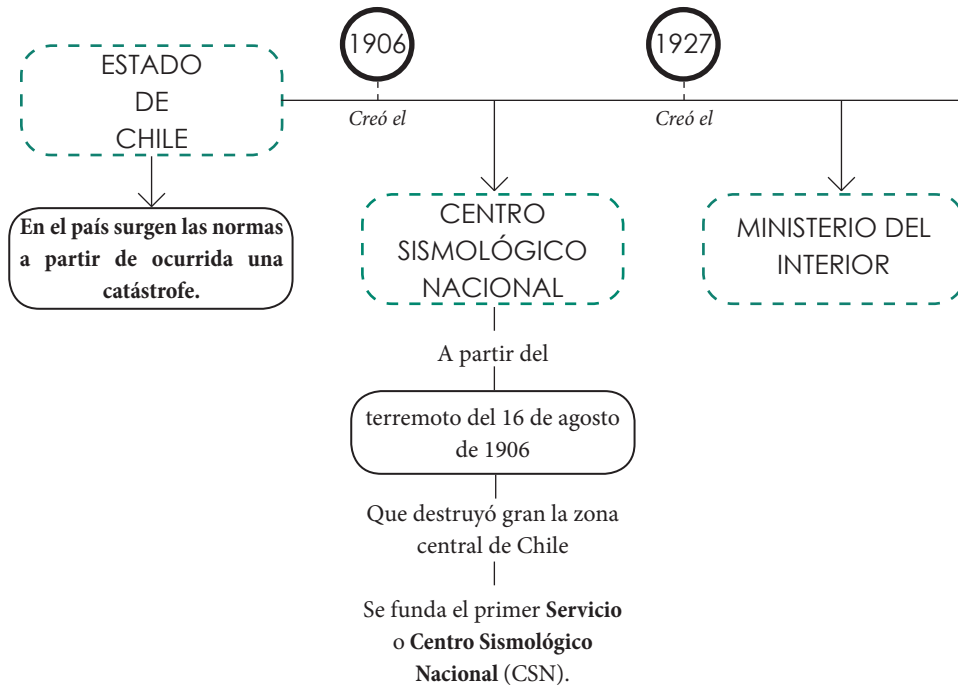 1906
1927
ESTADO
DE
CHILE
Creó el
Creó el
En el país surgen las normas
a partir de ocurrida una
catástrofe.
CENTRO
SISMOLÓGICO
NACIONAL
MINISTERIO DEL
INTERIOR
A partir del
terremoto del 16 de agosto
de 1906
Que destruyó gran la zona
central de Chile
Se funda el primer Servicio
o Centro Sismológico
Nacional (CSN).